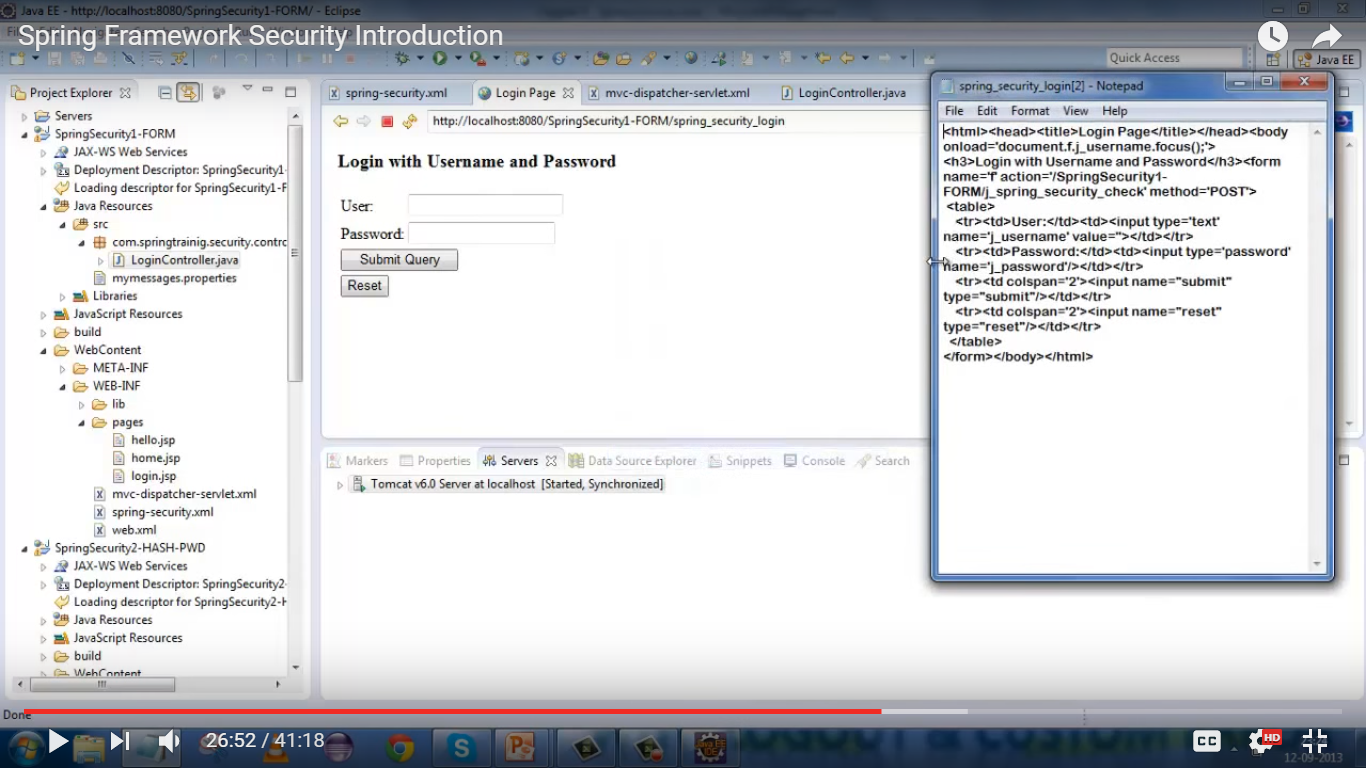 Java EE - http://localhost:8080/SpringSecurity1-FORM/ - Eclipse
Spring Framework Security Introduction
Quick Access
Java EE
Project Explorer
Servers
SpringSecurity1-FORM
JAX-WS Web Services
Deployment Descriptor: SpringSecurity1-
Loading descriptor for SpringSecurity1-F
Java Resources
src
com.springtrainig.security.contrc
LoginController.java
mymessages.properties
Libraries
JavaScript Resources
build
WebContent
META-INF
WEB-INF
lib
pages
hello.jsp
home.jsp
login.jsp
mvc-dispatcher-servlet.xml
spring-security.xml
web.xml
SpringSecurity2-HASH-PWD
JAX-WS Web Services
Deployment Descriptor: SpringSecurity2-
Loading descriptor for SpringSecurity2-H
Java Resources
JavaScript Resources
build
WebContent
spring-security.xml
Login Page
mvc-dispatcher-servlet.xml
LoginController.java
http://localhost:8080/SpringSecurity1-FORM/spring_security_login
Login with Username and Password
User:
Password:
Submit Query
Reset
Markers
Properties
Servers
Data Source Explorer
Snippets
Console
Search
Tomcat v6.0 Server at localhost [Started, Synchronized]
spring_security_login[2] - Notepad
File Edit Format View Help
<html><head><title>Login Page</title></head><body
onload='document.f.j_username.focus();'>
<h3>Login with Username and Password</h3><form
name='f' action='/SpringSecurity1-
FORM/j_spring_security_check' method='POST'>
<table>
<tr><td>User:</td><td><input type='text'
name='j_username' value=''></td></tr>
<tr><td>Password:</td><td><input type='password'
name='j_password'/></td></tr>
<tr><td colspan='2'><input name="submit"
type="submit"/></td></tr>
<tr><td colspan='2'><input name="reset"
type="reset"/></td></tr>
</table>
</form></body></html>
Done
26:52 / 41:18
CC
HD
12-09-2013